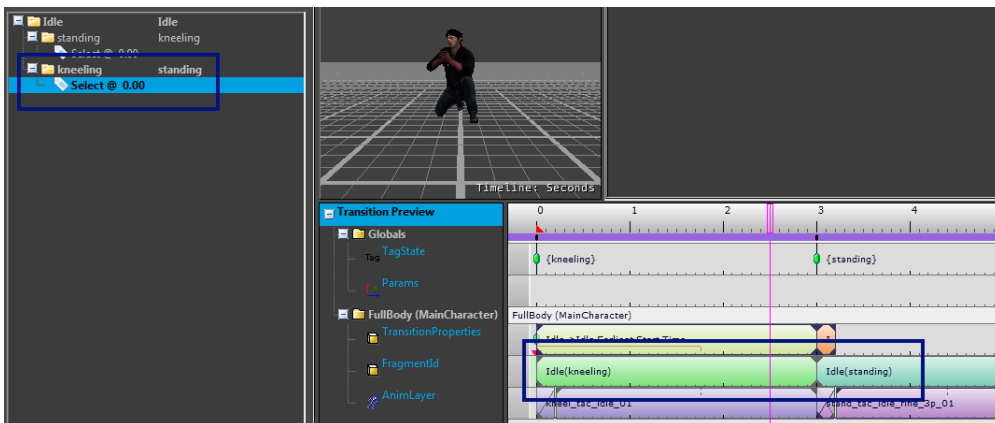 Idle Idle
standing kneeling
Select @ 0.00
kneeling standing
Select @ 0.00
Timeline: Seconds
Transition Preview
0 1 2 3 4
Globals
Tag TagState
{kneeling} {standing}
Params
FullBody (MainCharacter)
FullBody (MainCharacter)
TransitionProperties
Idle->Idle Earliest Start Time
FragmentId
Idle(kneeling) Idle(standing)
AnimLayer
kneel_tac_idle_01 stand_tac_idle_rifle_3p_01